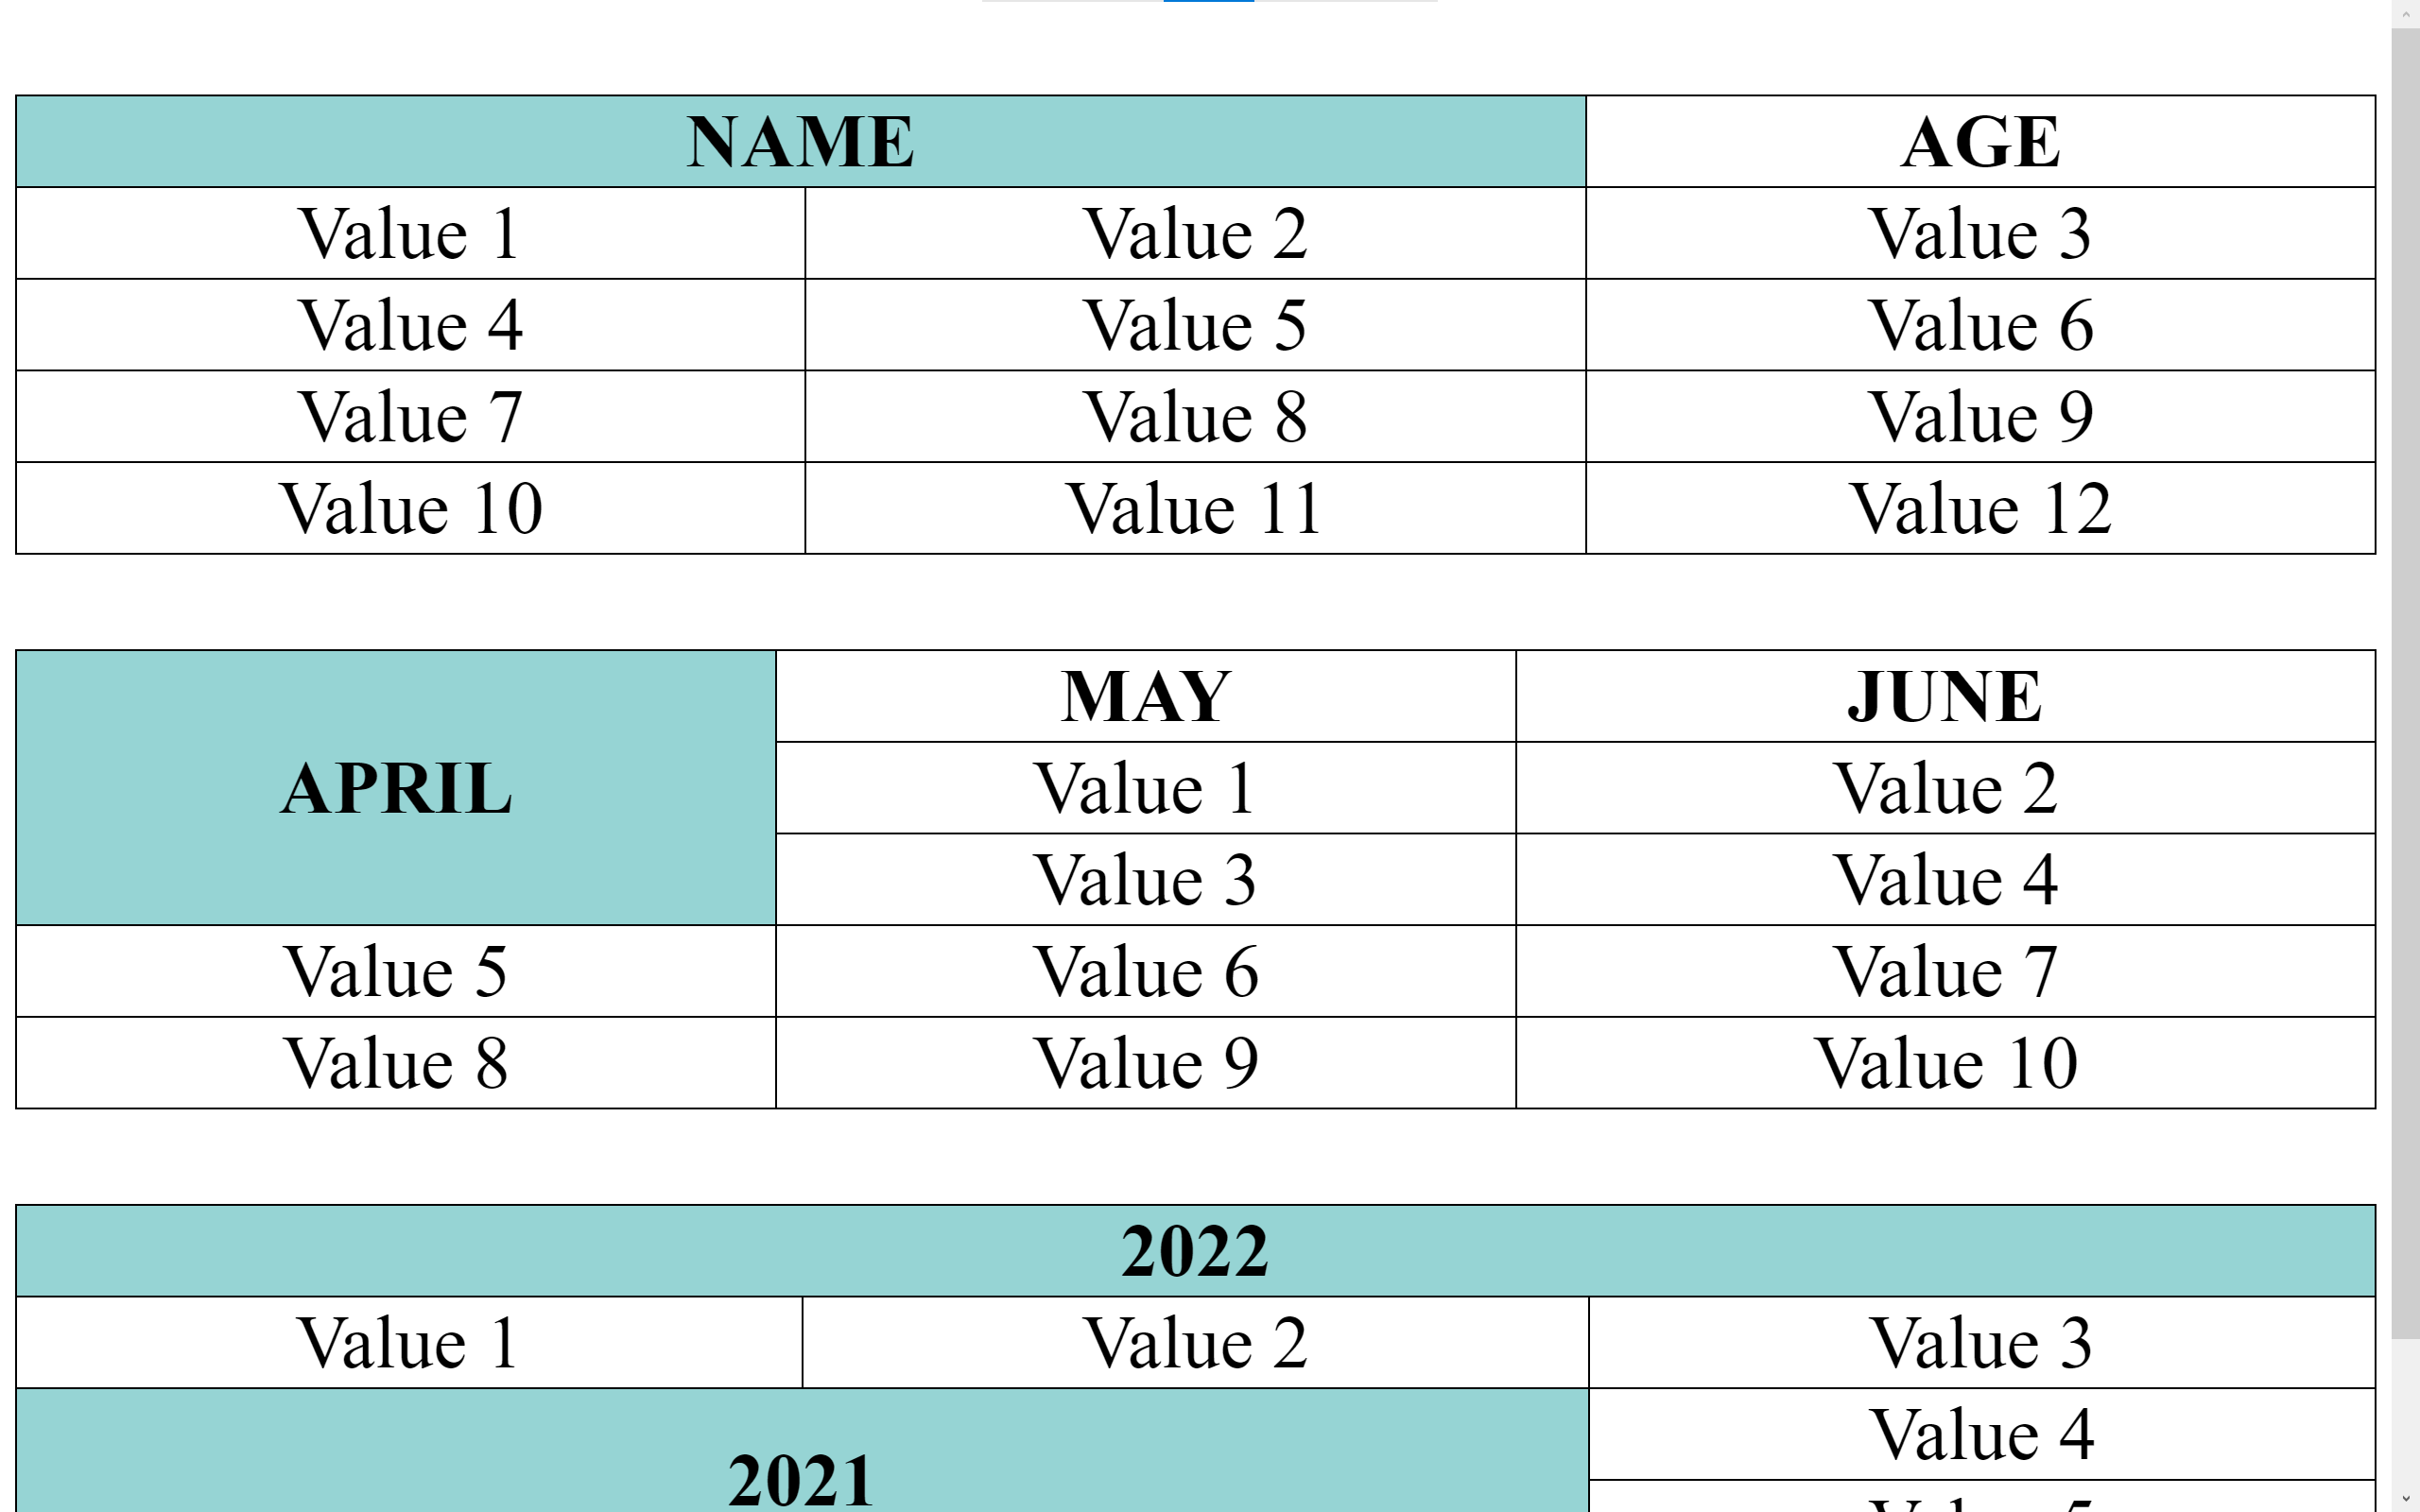 NAME AGE
Value 1 Value 2 Value 3
Value 4 Value 5 Value 6
Value 7 Value 8 Value 9
Value 10 Value 11 Value 12
MAY JUNE
APRIL Value 1 Value 2
Value 3 Value 4
Value 5 Value 6 Value 7
Value 8 Value 9 Value 10
2022
Value 1 Value 2 Value 3
Value 4
2021